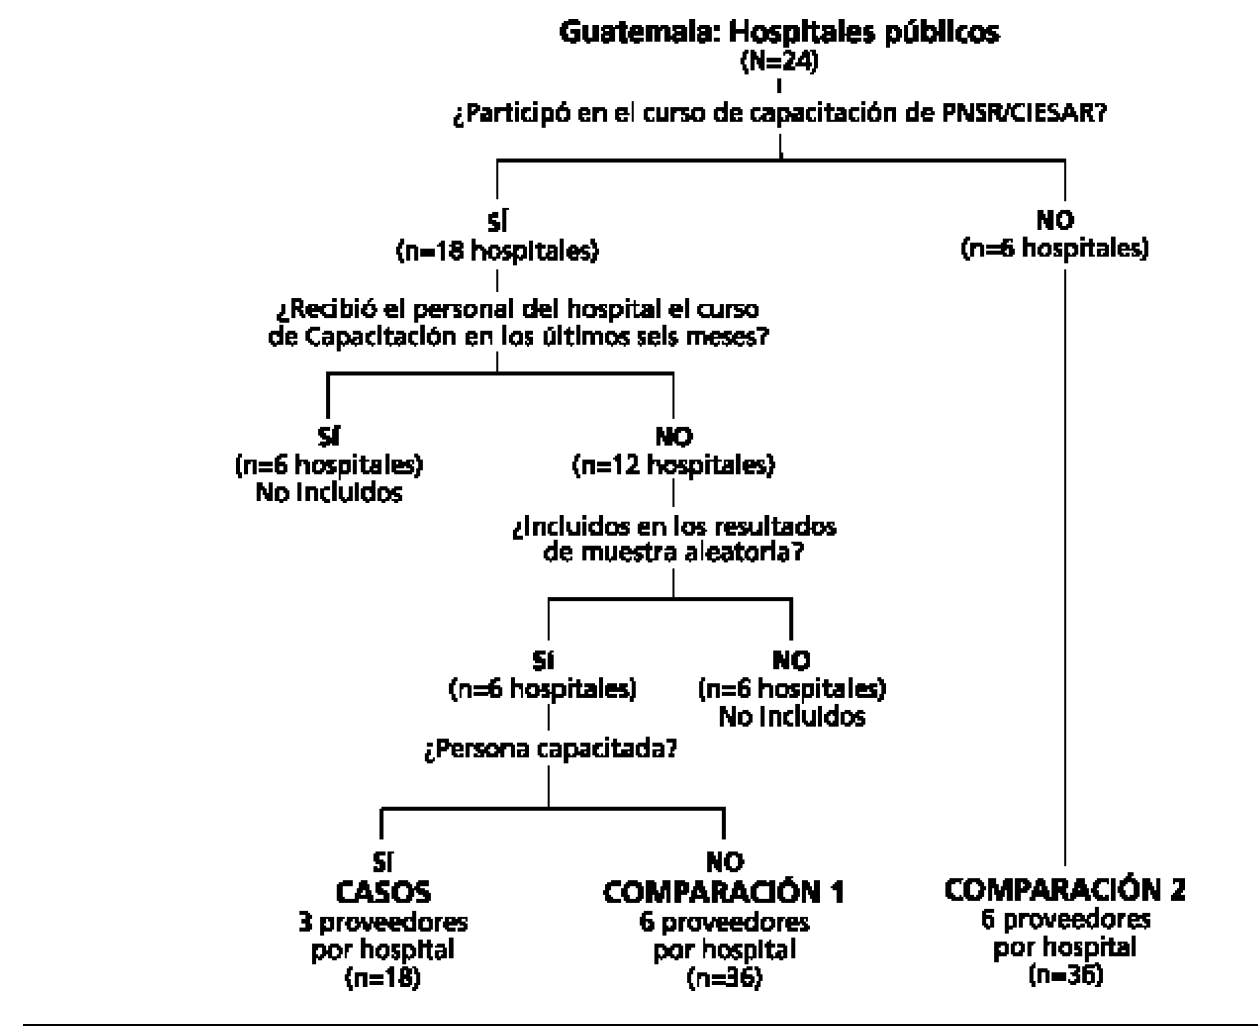 Guatemala: Hospitales públicos
(N=24)
¿Participó en el curso de capacitación de PNSR/CIESAR?
SÍ
(n=18 hospitales)
NO
(n=6 hospitales)
¿Recibió el personal del hospital el curso
de Capacitación en los últimos seis meses?
SÍ
(n=6 hospitales)
No Incluidos
NO
(n=12 hospitales)
¿Incluidos en los resultados
de muestra aleatoria?
SÍ
(n=6 hospitales)
NO
(n=6 hospitales)
No Incluidos
¿Persona capacitada?
SÍ
CASOS
3 proveedores
por hospital
(n=18)
NO
COMPARACIÓN 1
6 proveedores
por hospital
(n=36)
COMPARACIÓN 2
6 proveedores
por hospital
(n=36)